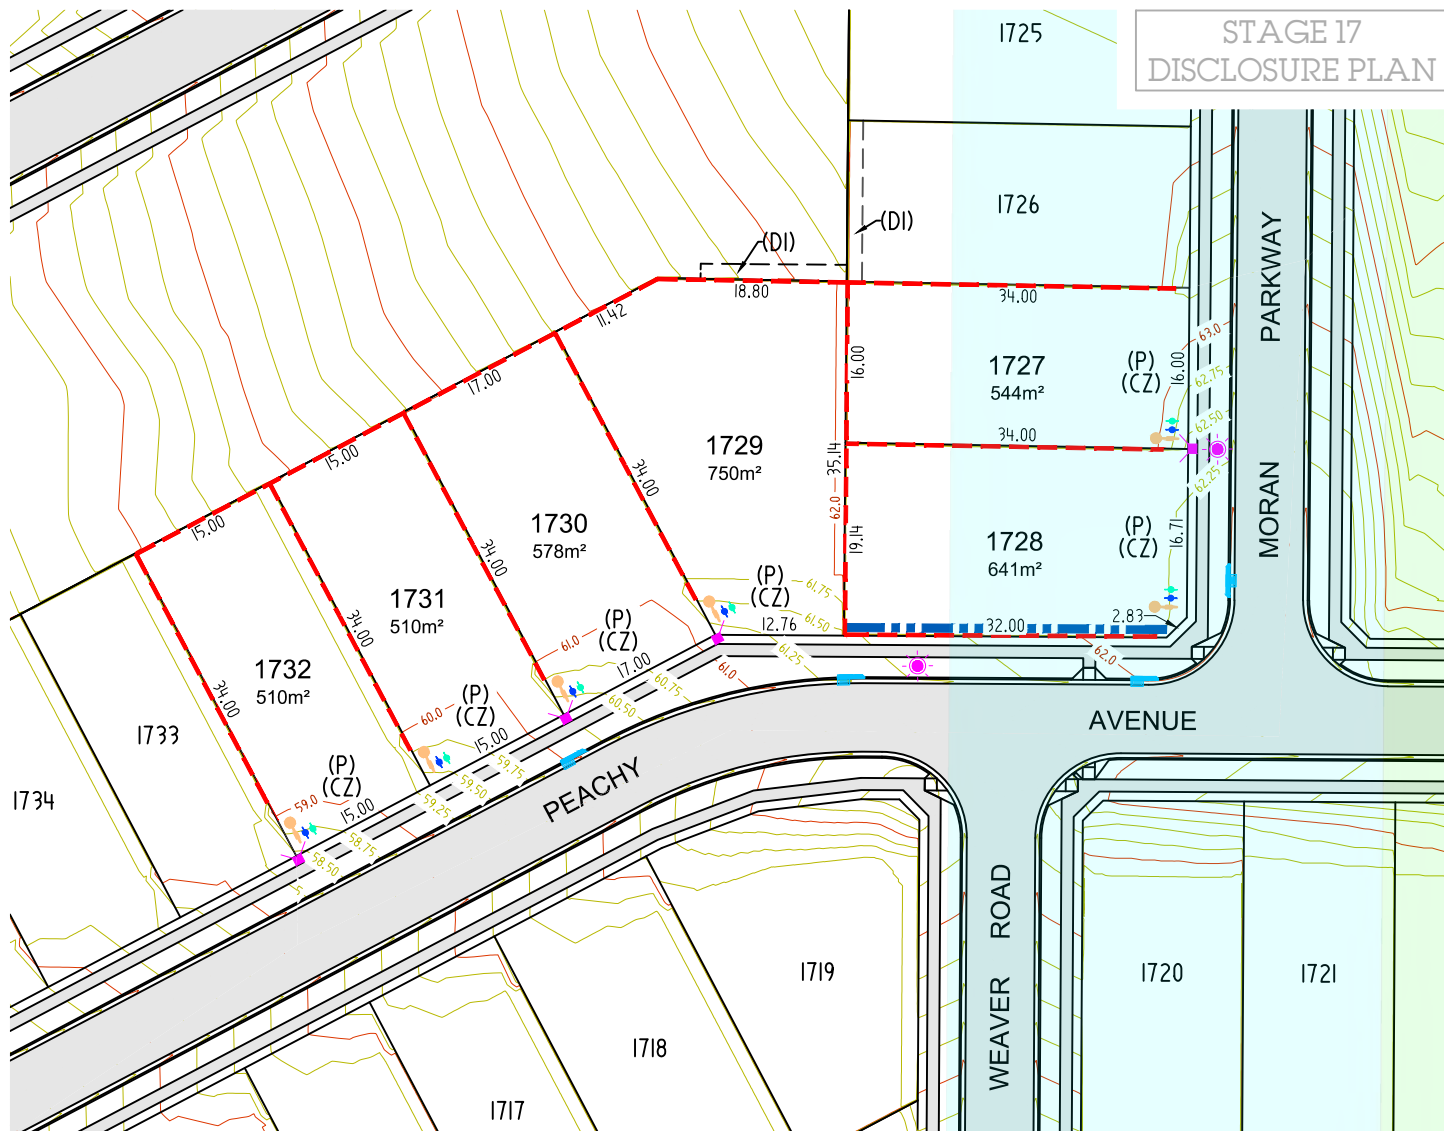 STAGE 17
DISCLOSURE PLAN
1725
1726
(DI)
(DI)
PARKWAY
MORAN
18.80
34.00
11.42
17.00
15.00
15.00
16.00
1727
544m²
(P)
(CZ)
16.00
63.0
62.75
62.50
62.25
34.00
1729
750m²
35.14
62.0
19.14
34.00
1728
641m²
(P)
(CZ)
16.71
2.83
32.00
62.0
1730
578m²
34.00
(P)
(CZ)
61.75
61.50
12.76
61.25
61.0
1731
510m²
34.00
(P)
(CZ)
61.0
17.00
60.75
60.50
1732
510m²
34.00
(P)
(CZ)
60.0
15.00
59.75
59.50
59.25
1733
1734
(P)
(CZ)
59.0
15.00
58.75
58.50
PEACHY
AVENUE
WEAVER ROAD
1719
1720
1721
1718
1717